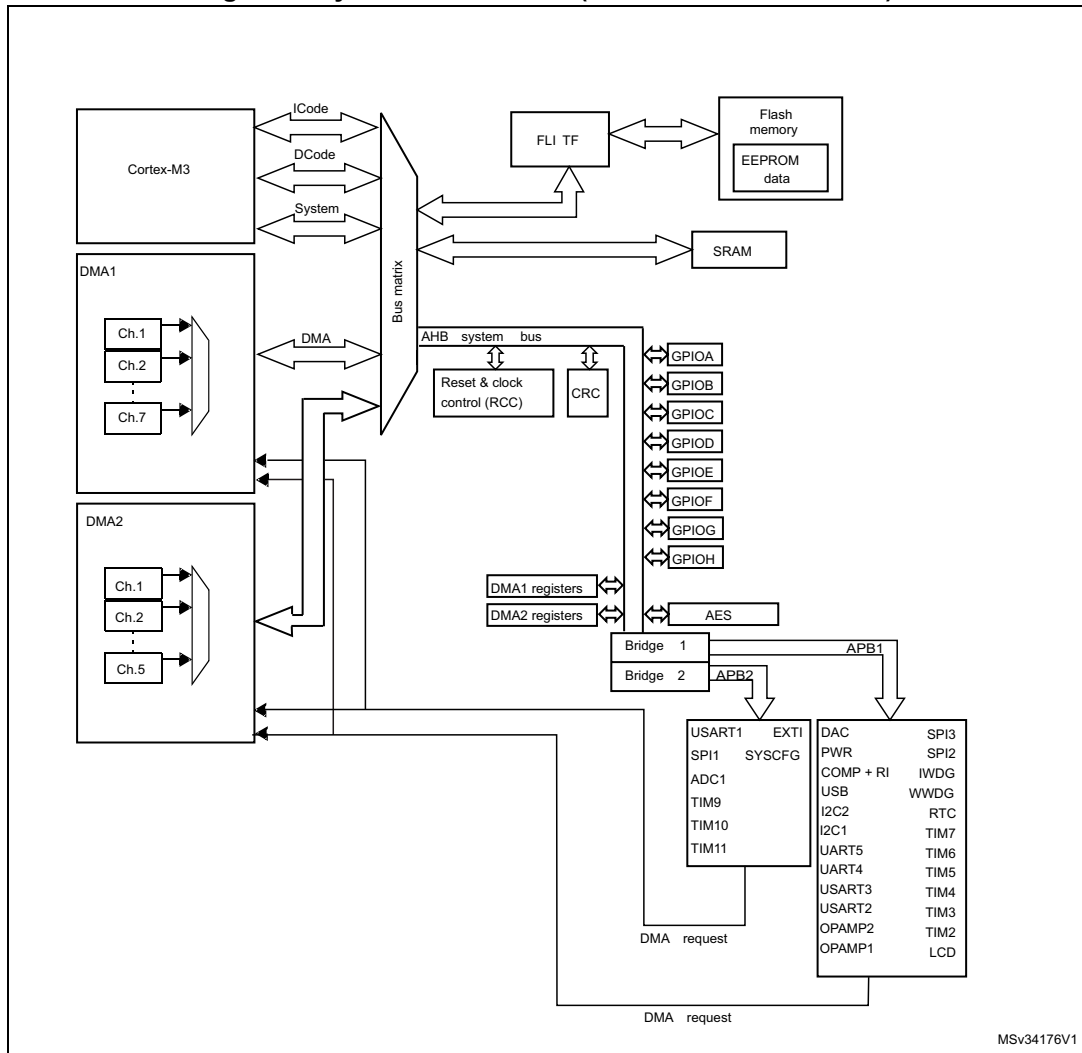 ICode
Cortex-M3
DCode
System
Bus matrix
FLI TF
Flash
memory
EEPROM
data
SRAM
DMA1
Ch.1
Ch.2
Ch.7
DMA
AHB system bus
Reset & clock
control (RCC)
CRC
GPIOA
GPIOB
GPIOC
GPIOD
GPIOE
GPIOF
GPIOG
GPIOH
DMA2
Ch.1
Ch.2
Ch.5
DMA1 registers
DMA2 registers
AES
Bridge 1
Bridge 2
APB1
APB2
USART1 EXTI
SPI1 SYSCFG
ADC1
TIM9
TIM10
TIM11
DAC SPI3
PWR SPI2
COMP + RI IWDG
USB WWDG
I2C2 RTC
I2C1 TIM7
UART5 TIM6
UART4 TIM5
USART3 TIM4
USART2 TIM3
OPAMP2 TIM2
OPAMP1 LCD
DMA request
DMA request
MSv34176V1